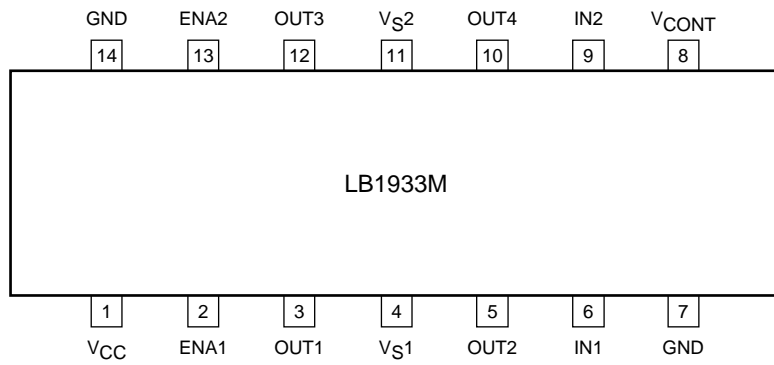 GND ENA2 OUT3 VS2 OUT4 IN2 VCONT
14 13 12 11 10 9 8
LB1933M
1 2 3 4 5 6 7
VCC ENA1 OUT1 VS1 OUT2 IN1 GND